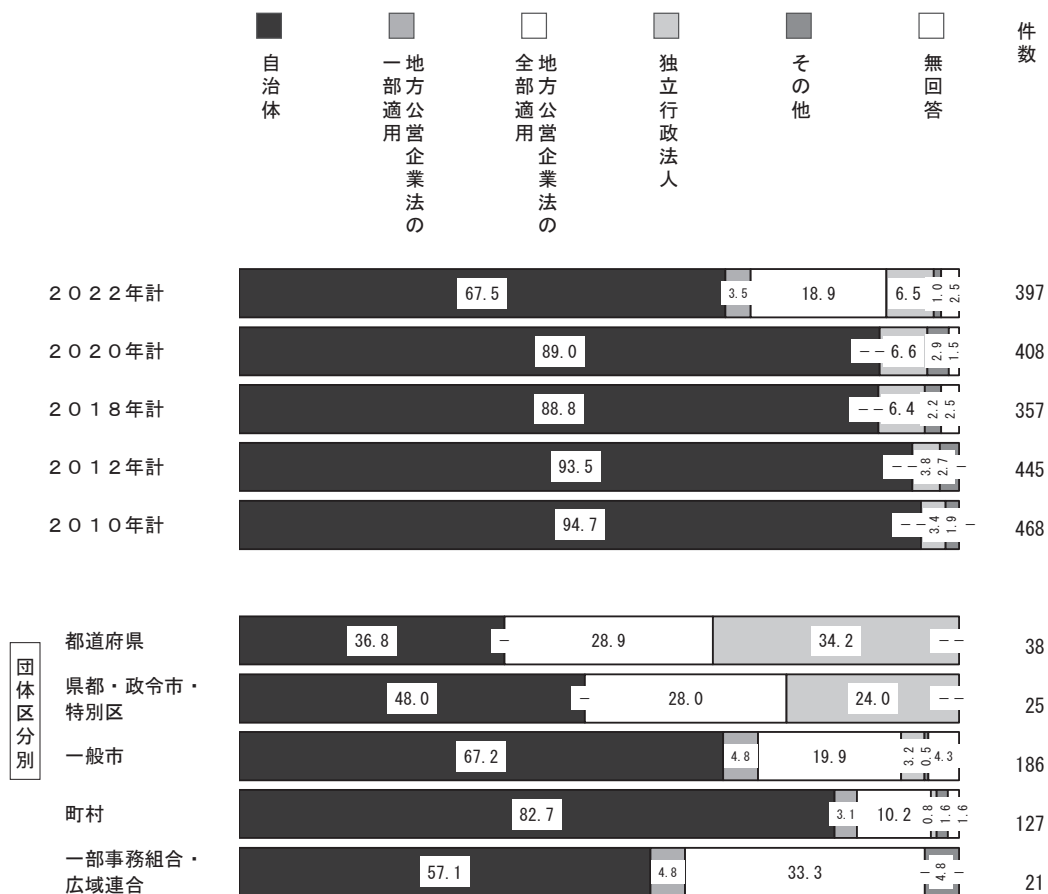 自治体
地方公営企業法の
一部適用
地方公営企業法の
全部適用
独立行政法人
その他
無回答
件数
２０２２年計 67.5 3.5 18.9 6.5 1.0 2.5 397
２０２０年計 89.0 － － 6.6 2.9 1.5 408
２０１８年計 88.8 － － 6.4 2.2 2.5 357
２０１２年計 93.5 － － 3.8 2.7 － 445
２０１０年計 94.7 － － 3.4 1.9 － 468
団体区分別
都道府県 36.8 － 28.9 34.2 － － 38
県都・政令市・
特別区 48.0 － 28.0 24.0 － － 25
一般市 67.2 4.8 19.9 3.2 0.5 4.3 186
町村 82.7 3.1 10.2 0.8 1.6 1.6 127
一部事務組合・
広域連合 57.1 4.8 33.3 － 4.8 － 21